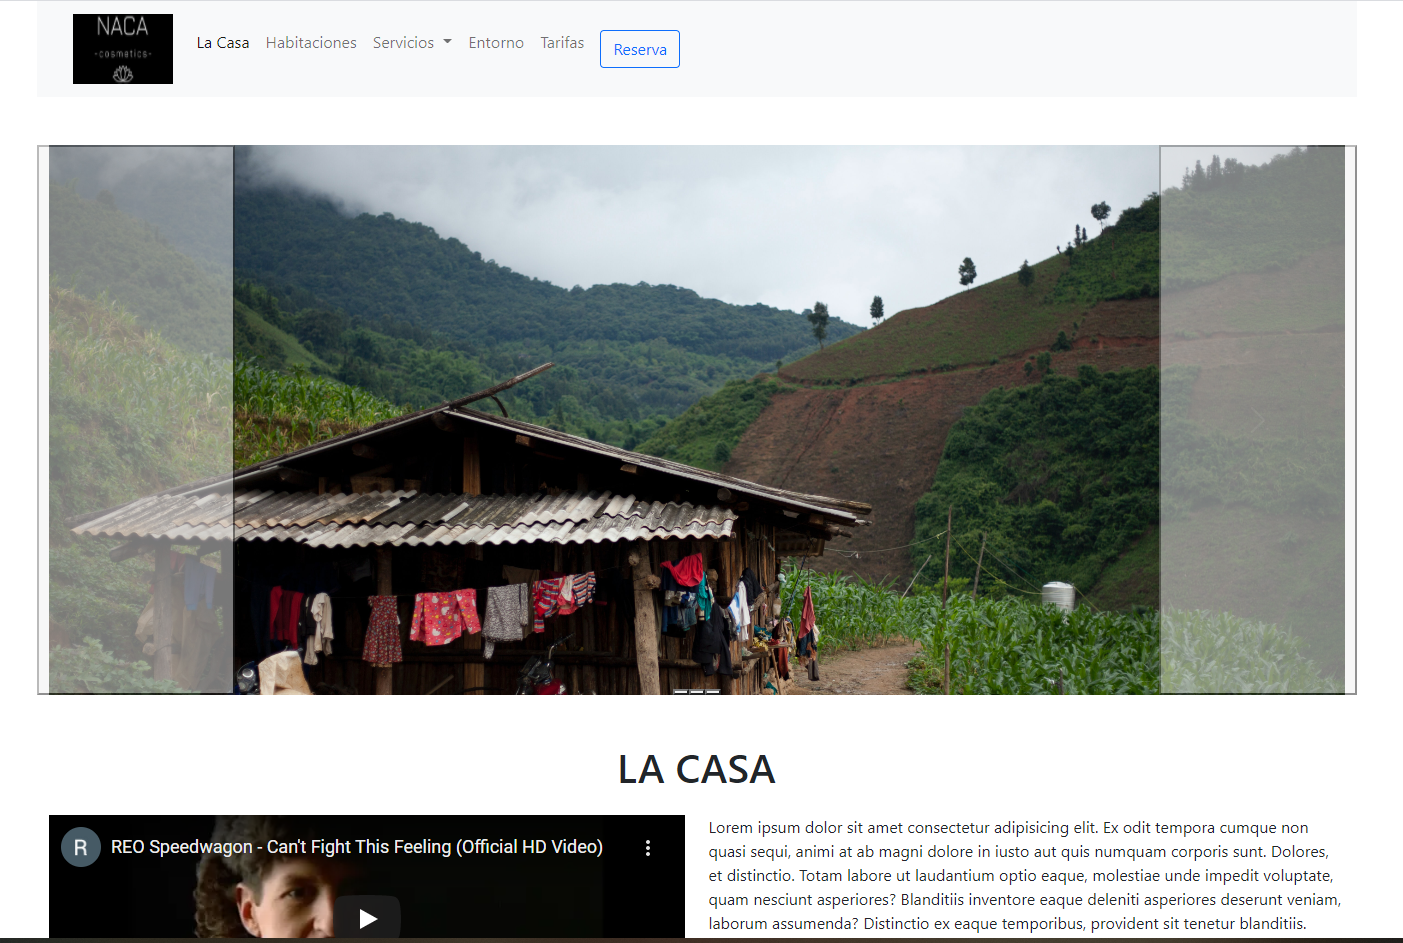 NACA
-cosmetics-
La Casa Habitaciones Servicios Entorno Tarifas Reserva
LA CASA
R REO Speedwagon - Can't Fight This Feeling (Official HD Video)
Lorem ipsum dolor sit amet consectetur adipisicing elit. Ex odit tempora cumque non
quasi sequi, animi at ab magni dolore in iusto aut quis numquam corporis sunt. Dolores,
et distinctio. Totam labore ut laudantium optio eaque, molestiae unde impedit voluptate,
quam nesciunt asperiores? Blanditiis inventore eaque deleniti asperiores deserunt veniam,
laborum assumenda? Distinctio ex eaque temporibus, provident sit tenetur blanditiis.